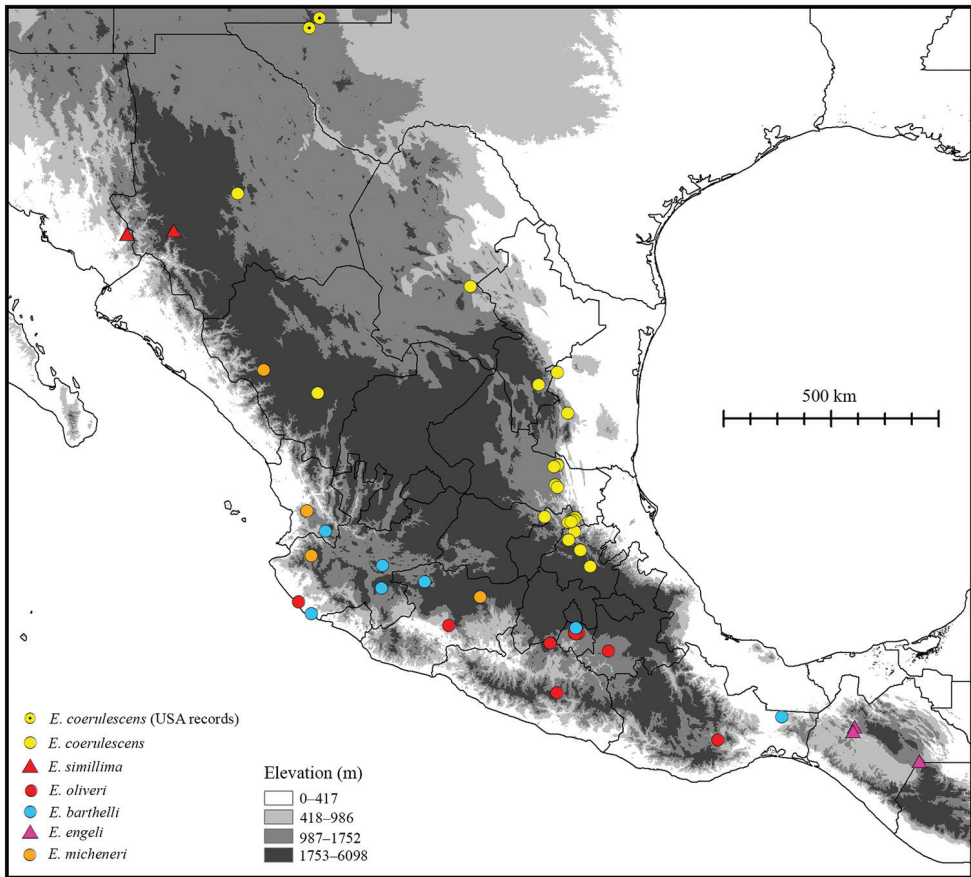 500 km
E. coerulescens (USA records)
E. coerulescens
E. simillima
E. oliveri
E. barthelli
E. engeli
E. micheneri
Elevation (m)
0–417
418–986
987–1752
1753–6098